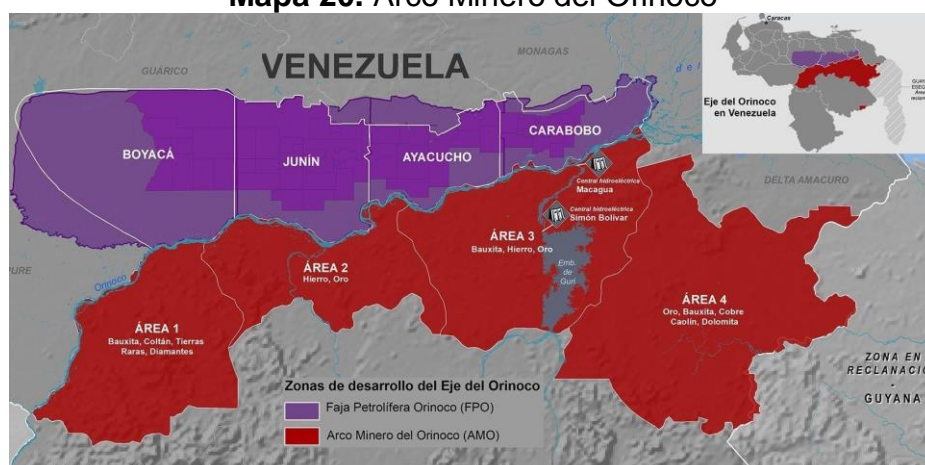 Mapa 20. Arco Minero del Orinoco
Caracas
Eje del Orinoco
en Venezuela
MONAGAS
GUÁRICO
VENEZUELA
BOYACÁ
JUNÍN
AYACUCHO
CARABOBO
Central hidroeléctrica
Macagua
Central hidroeléctrica
Simón Bolívar
DELTA AMACURO
Orinoco
ÁREA 1
Bauxita, Coltán, Tierras
Raras, Diamantes
ÁREA 2
Hierro, Oro
ÁREA 3
Bauxita, Hierro, Oro
Emb.
de
Guri
ÁREA 4
Oro, Bauxita, Cobre
Caolín, Dolomita
ZONA EN
RECLAMACIÓ
-
GUYANA
Zonas de desarrollo del Eje del Orinoco
Faja Petrolífera Orinoco (FPO)
Arco Minero del Orinoco (AMO)